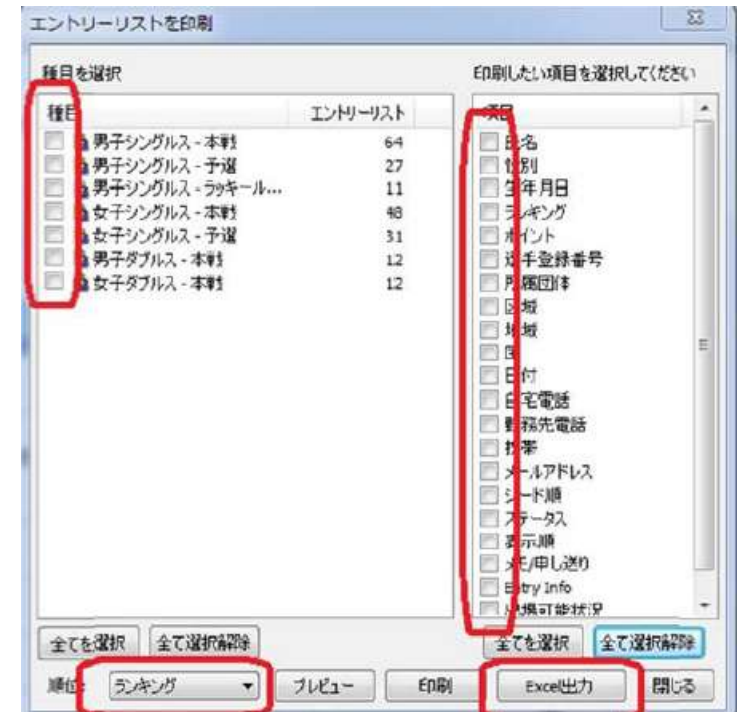 エントリーリストを印刷
種目を選択
種目 エントリーリスト
男子シングルス - 本戦 64
男子シングルス - 予選 27
男子シングルス - ラッキール... 11
女子シングルス - 本戦 48
女子シングルス - 予選 31
男子ダブルス - 本戦 12
女子ダブルス - 本戦 12
全てを選択 全て選択解除
順位: ランキング プレビュー 印刷
印刷したい項目を選択してください
項目
氏名
性別
生年月日
ランキング
ポイント
選手登録番号
所属団体
区域
地域
国
日付
自宅電話
勤務先電話
携帯
メールアドレス
シード順
ステータス
表示順
メモ/申し送り
Entry Info
出場可能状況
全てを選択 全て選択解除
Excel出力 閉じる